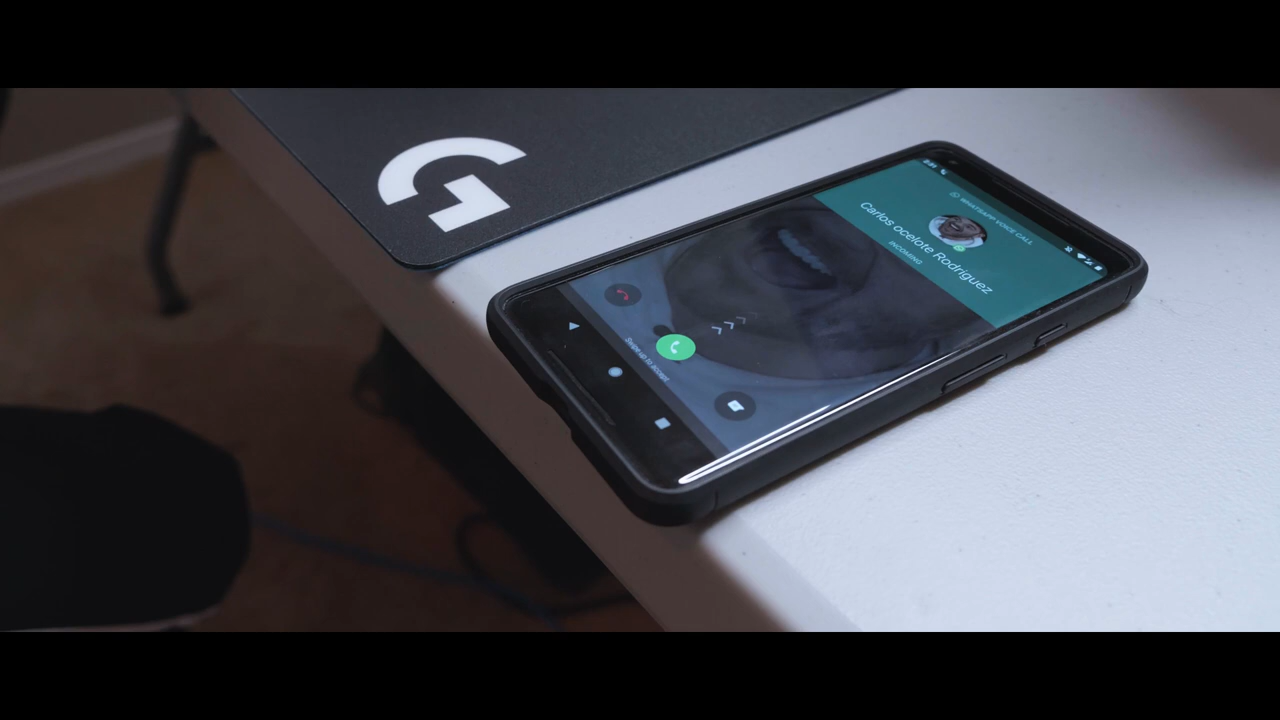 WHATSAPP VOICE CALL
Carlos ocelote Rodriguez
INCOMING
Swipe up to accept
G